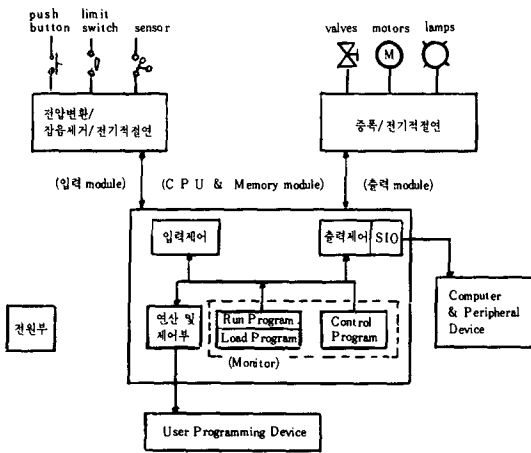 push button
limit switch
sensor
valves
motors
lamps
M
전압변환/
잡음제거/전기적절연
증폭/전기적절연
(입력 module)
(C P U & Memory module)
(출력 module)
입력제어
출력제어
SIO
전원부
연산 및
제어부
Run Program
Load Program
Control
Program
(Monitor)
Computer
& Peripheral
Device
User Programming Device